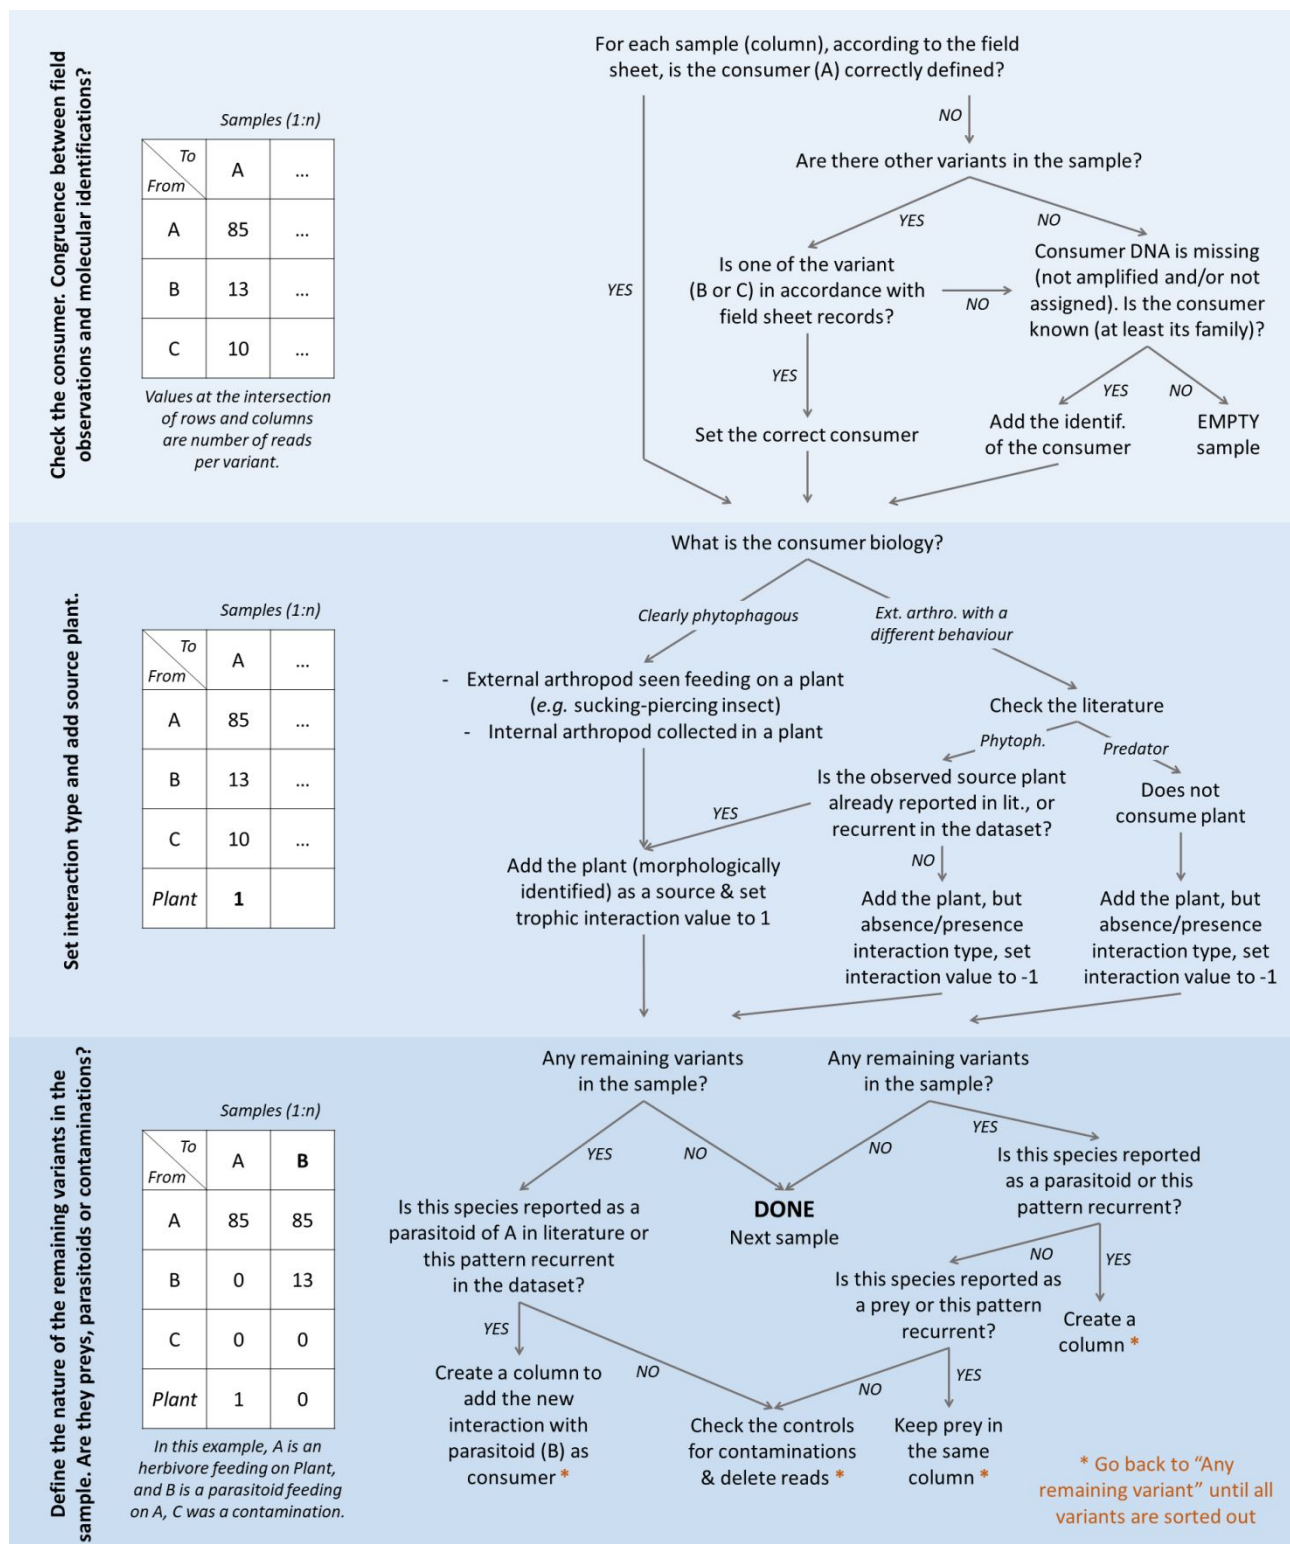 Check the consumer. Congruence between field
observations and molecular identifications?
Samples (1:n)
To
From
A
...
A
85
...
B
13
...
C
10
...
Values at the intersection
of rows and columns
are number of reads
per variant.
For each sample (column), according to the field
sheet, is the consumer (A) correctly defined?
NO
Are there other variants in the sample?
YES
NO
YES
Is one of the variant
(B or C) in accordance with
field sheet records?
NO
Consumer DNA is missing
(not amplified and/or not
assigned). Is the consumer
known (at least its family)?
YES
YES
NO
Set the correct consumer
Add the identif.
of the consumer
EMPTY
sample
Set interaction type and add source plant.
Samples (1:n)
To
From
A
...
A
85
...
B
13
...
C
10
...
Plant
1
What is the consumer biology?
Clearly phytophagous
Ext. arthro. with a
different behaviour
- External arthropod seen feeding on a plant
(e.g. sucking-piercing insect)
- Internal arthropod collected in a plant
Check the literature
Phytoph.
Predator
Is the observed source plant
already reported in lit., or
recurrent in the dataset?
Does not
consume plant
YES
NO
Add the plant (morphologically
identified) as a source & set
trophic interaction value to 1
Add the plant, but
absence/presence
interaction type, set
interaction value to -1
Add the plant, but
absence/presence
interaction type, set
interaction value to -1
Define the nature of the remaining variants in the
sample. Are they preys, parasitoids or contaminations?
Samples (1:n)
To
From
A
B
A
85
85
B
0
13
C
0
0
Plant
1
0
In this example, A is an
herbivore feeding on Plant,
and B is a parasitoid feeding
on A, C was a contamination.
Any remaining variants
in the sample?
Any remaining variants
in the sample?
YES
NO
NO
YES
Is this species reported as a
parasitoid of A in literature or
this pattern recurrent
in the dataset?
DONE
Next sample
Is this species reported
as a parasitoid or this
pattern recurrent?
NO
YES
Is this species reported as
a prey or this pattern
recurrent?
Create a
column *
YES
NO
NO
YES
Create a column to
add the new
interaction with
parasitoid (B) as
consumer *
Check the controls
for contaminations
& delete reads *
Keep prey in
the same
column *
* Go back to “Any
remaining variant” until all
variants are sorted out